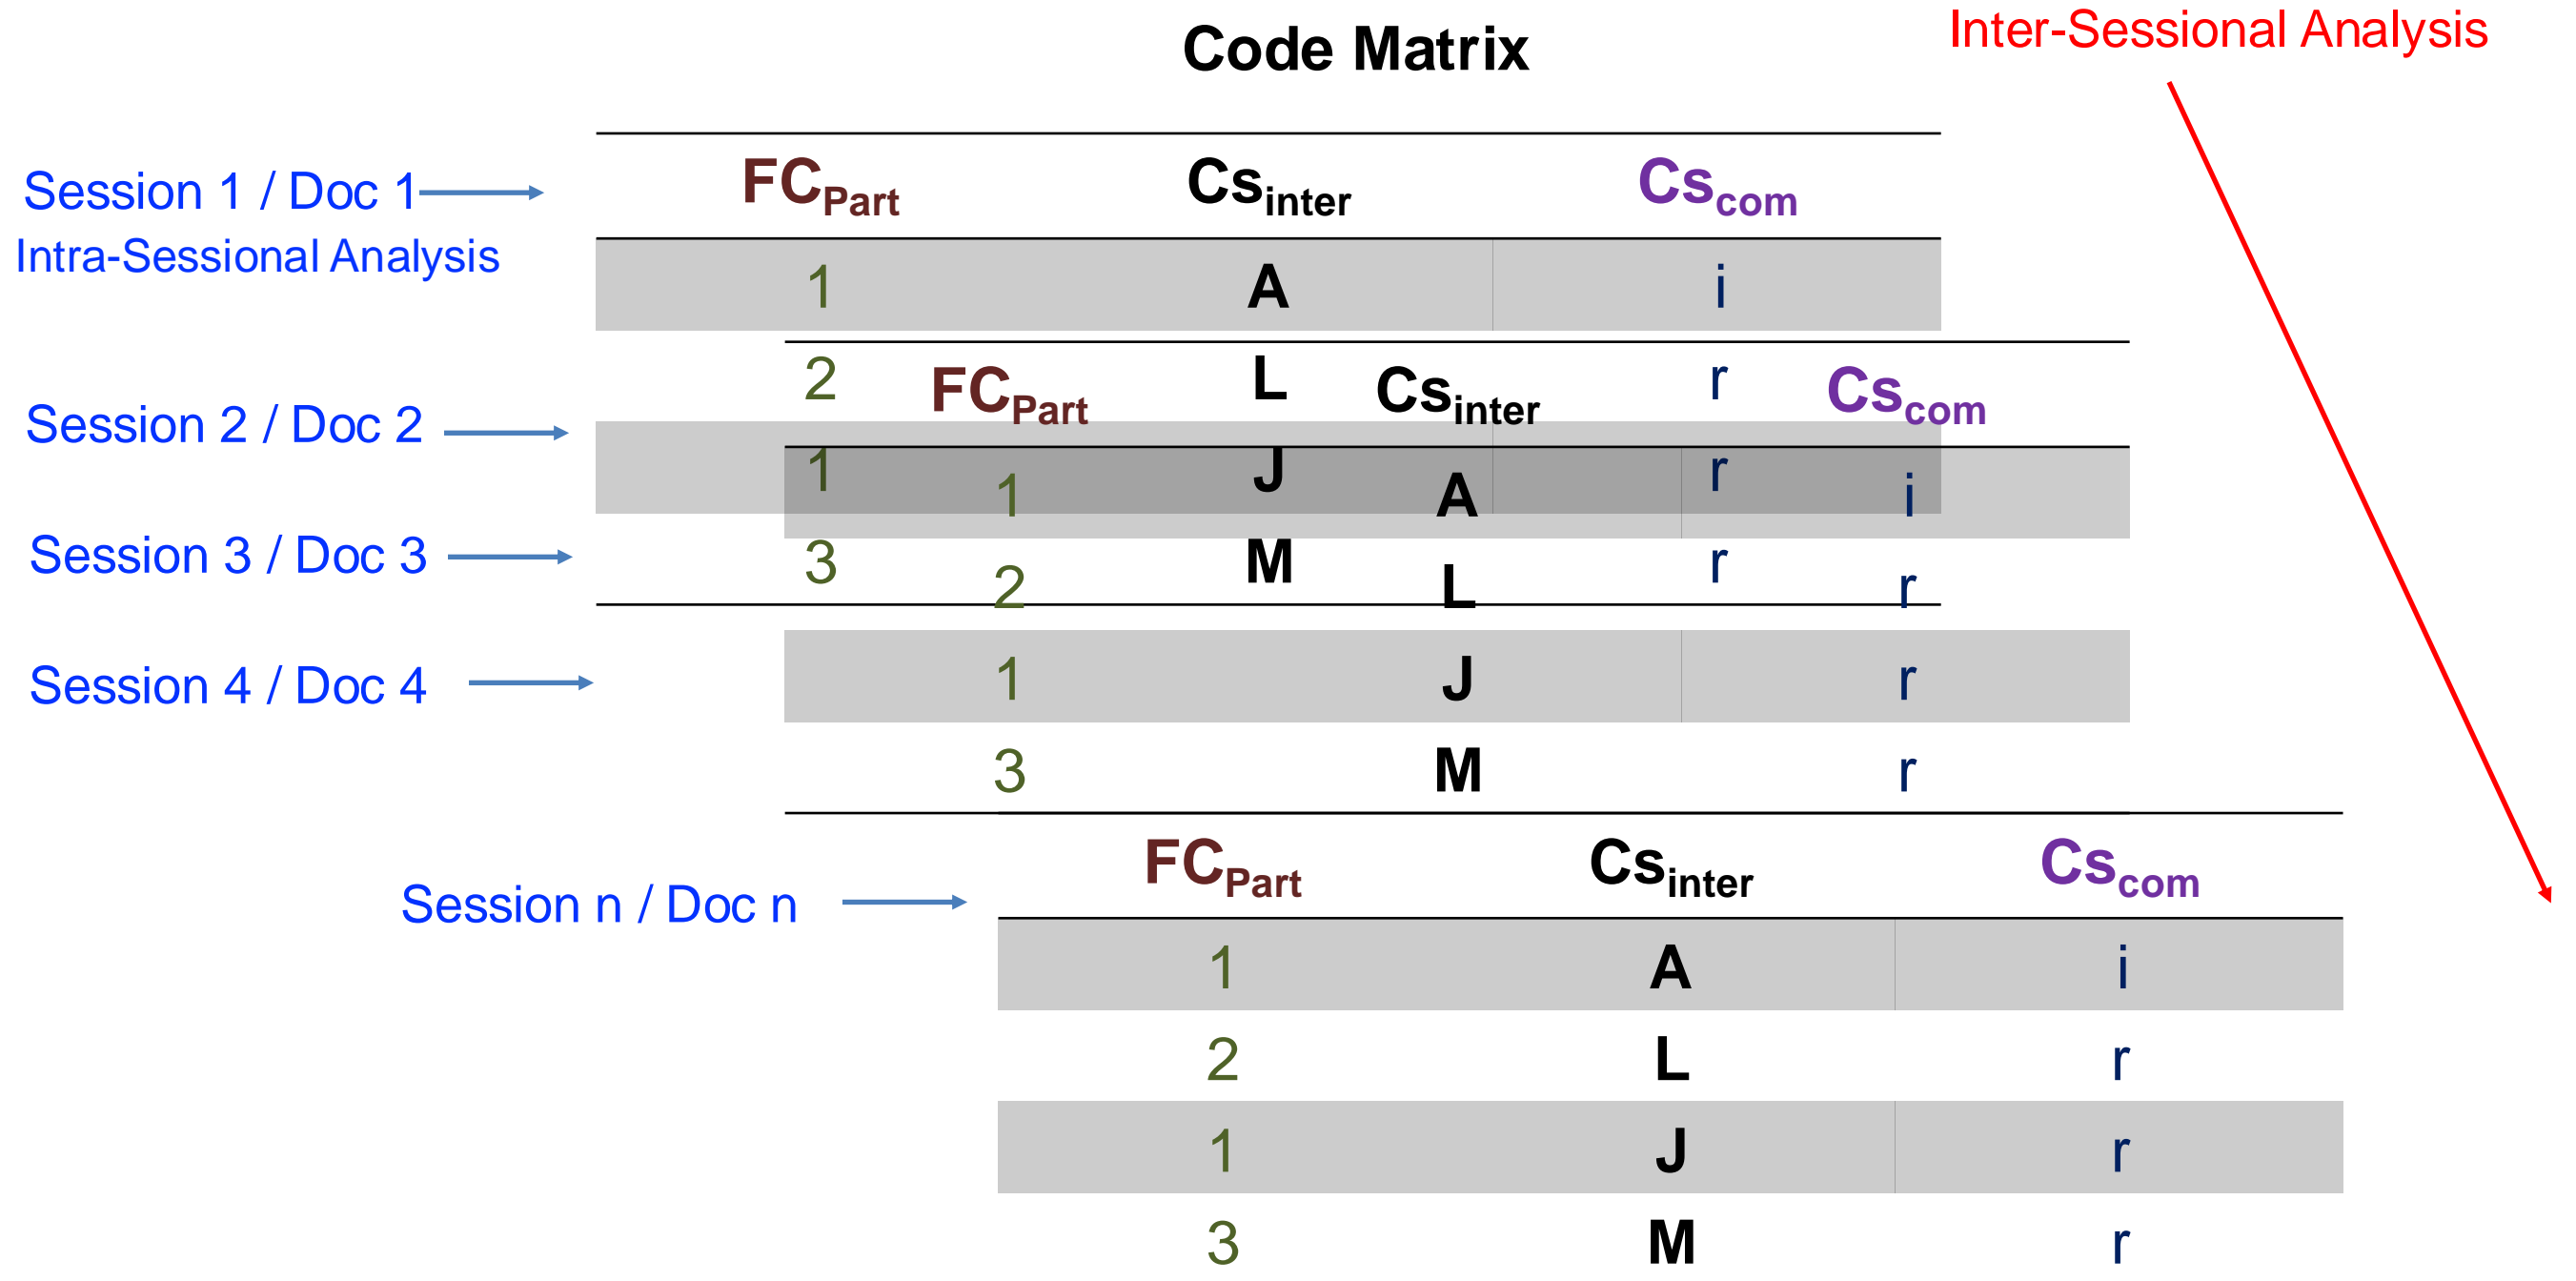 Inter-Sessional Analysis
Code Matrix
Session 1 / Doc 1
FCPart Csinter Cscom
Intra-Sessional Analysis
1 A i
2 L r
Session 2 / Doc 2
FCPart Csinter Cscom
1 J r
1 A i
Session 3 / Doc 3
3 M r
2 L r
Session 4 / Doc 4
1 J r
3 M r
FCPart Csinter Cscom
Session n / Doc n
1 A i
2 L r
1 J r
3 M r